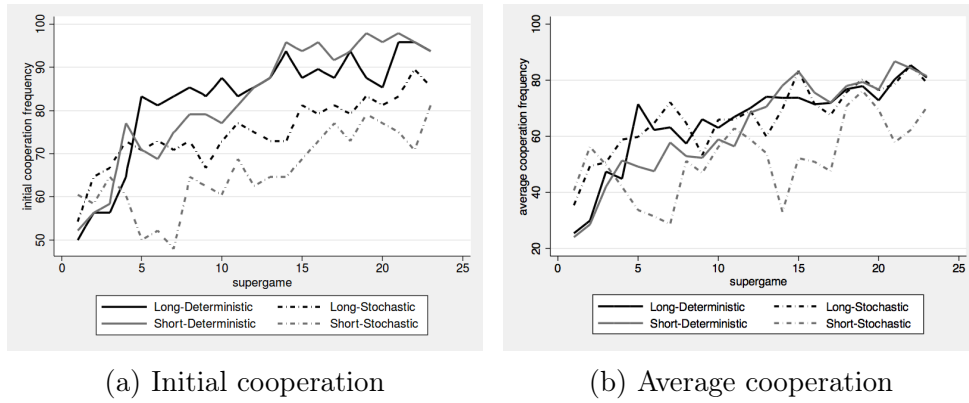 initial cooperation frequency
100
90
80
70
60
50
0 5 10 15 20 25
supergame
Long-Deterministic Long-Stochastic
Short-Deterministic Short-Stochastic
(a) Initial cooperation
average cooperation frequency
100
80
60
40
20
0 5 10 15 20 25
supergame
Long-Deterministic Long-Stochastic
Short-Deterministic Short-Stochastic
(b) Average cooperation